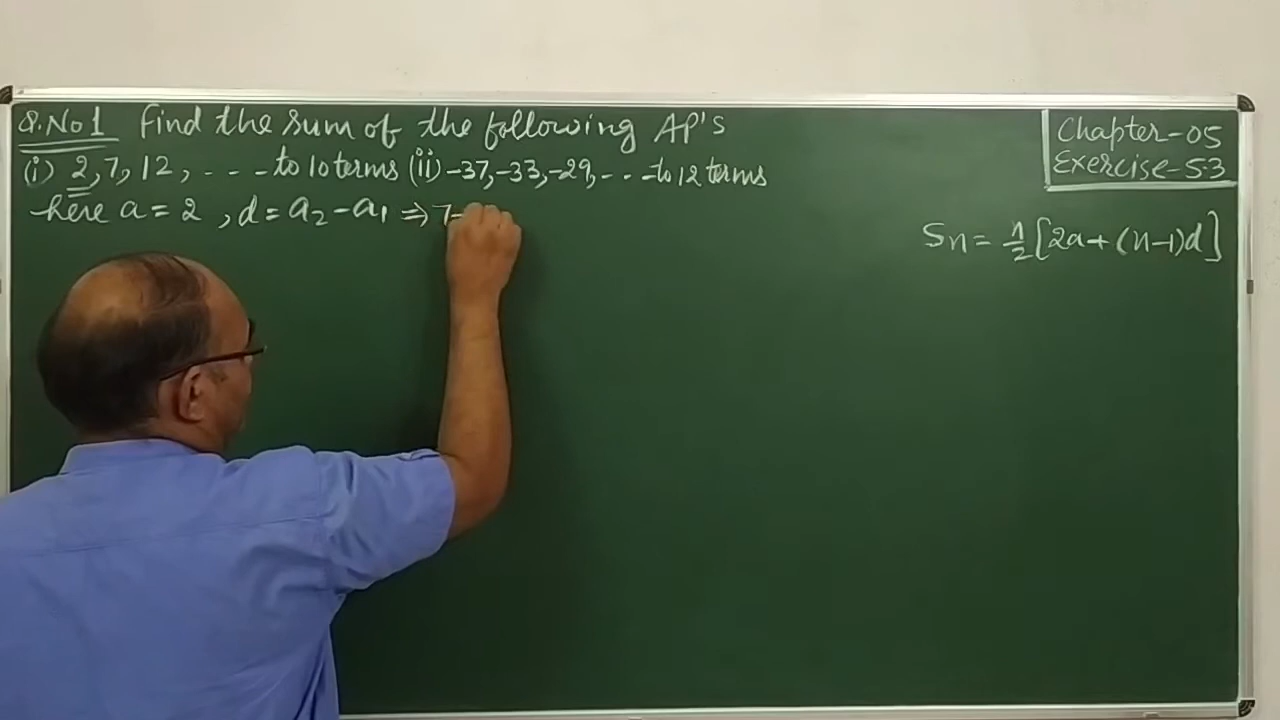 Q.No 1 Find the sum of the following AP's
(i) 2, 7, 12, - - - - to 10 terms (ii) -37, -33, -29, - - - to 12 terms
here a = 2 , d = a₂ - a₁ ⇒ 7-
Chapter-05
Exercise-5.3
Sn = n/2 [2a + (n-1)d]